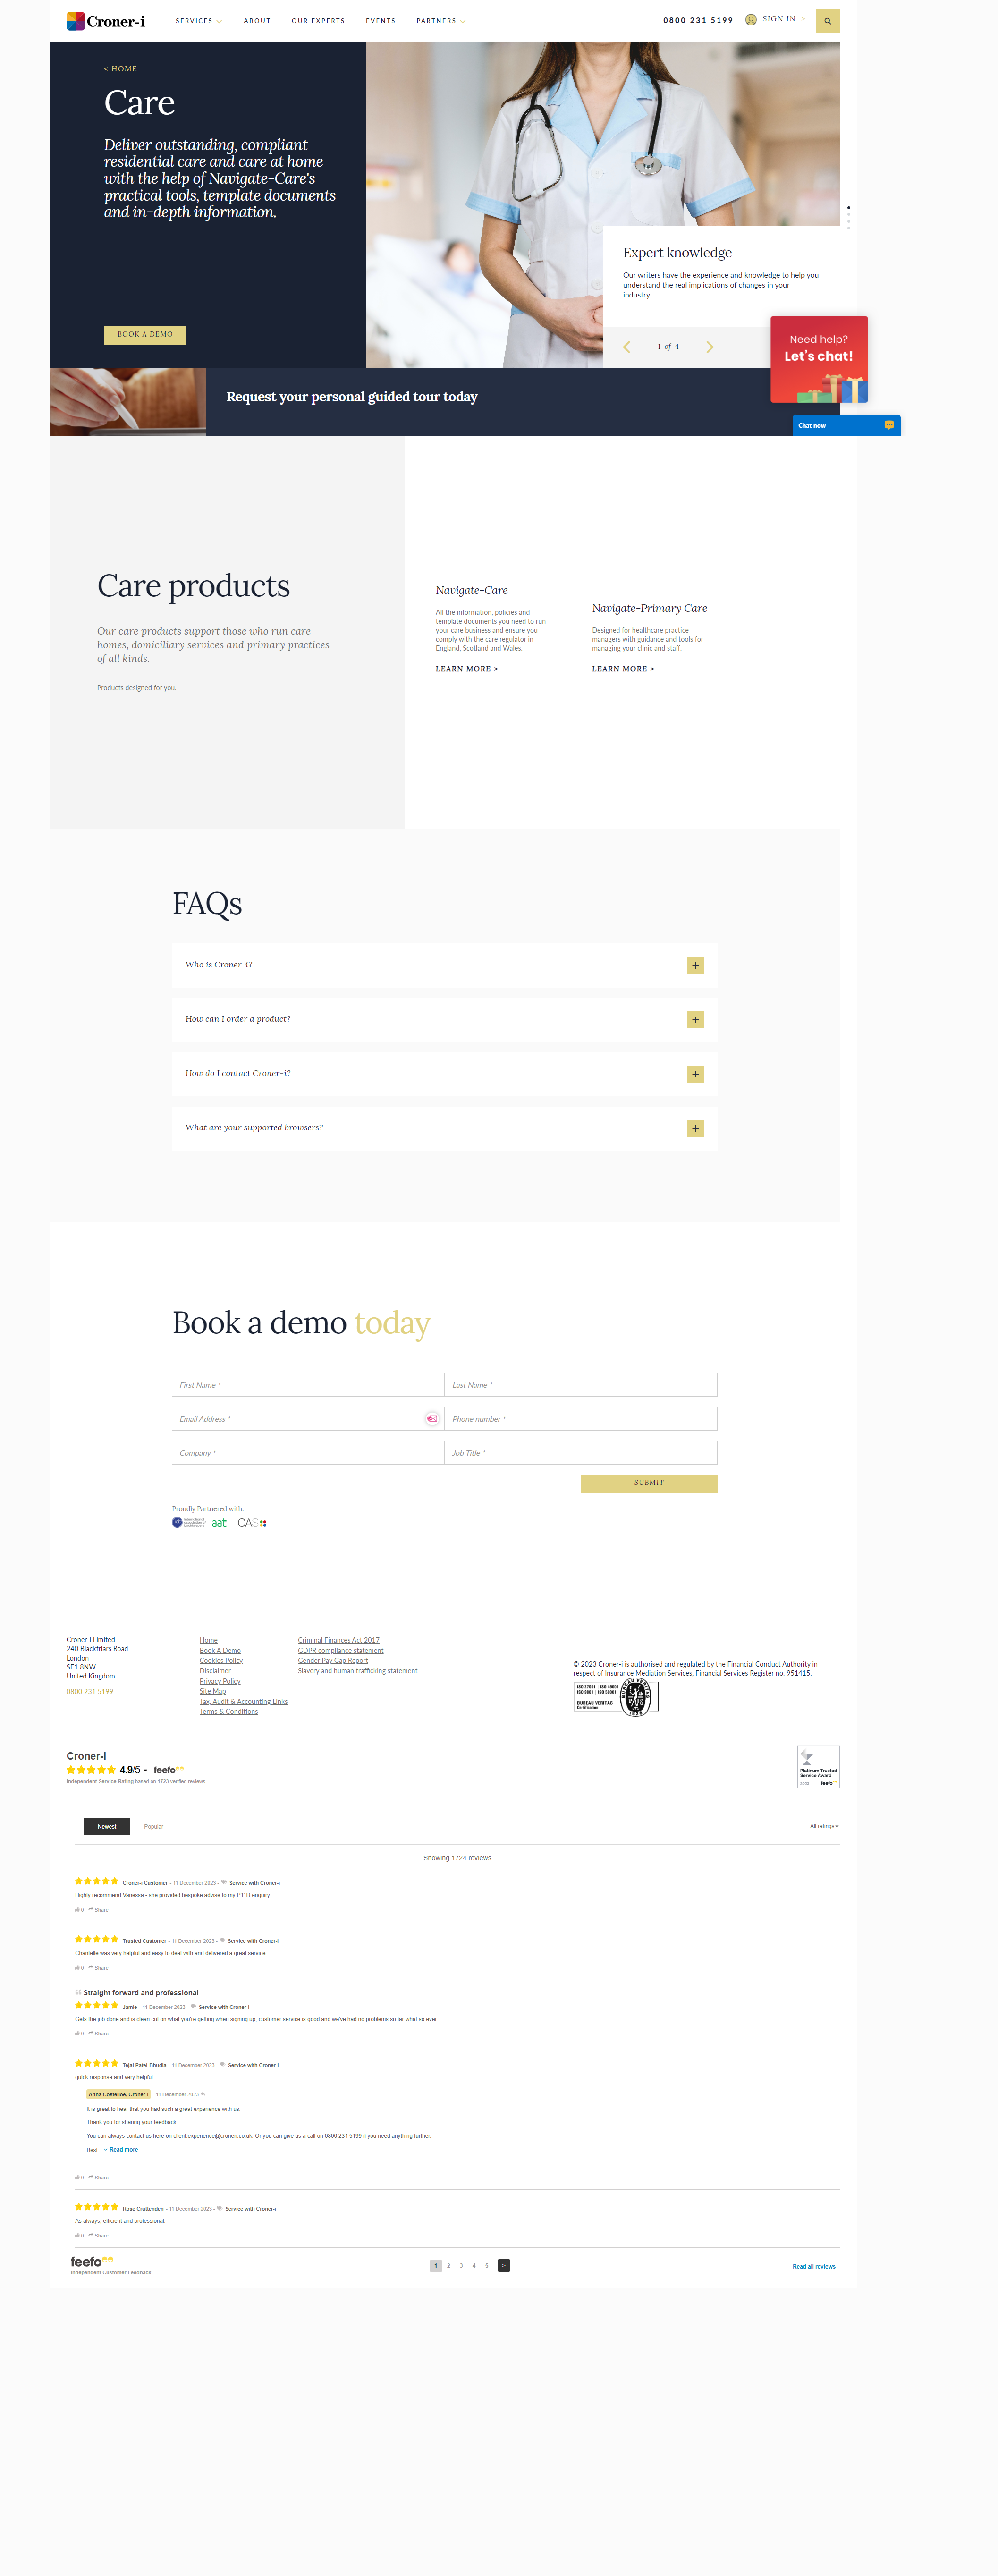 Croner-i
SERVICES
ABOUT
OUR EXPERTS
EVENTS
PARTNERS
0800 231 5199
SIGN IN >
< HOME
Care
Deliver outstanding, compliant
residential care and care at home
with the help of Navigate-Care's
practical tools, template documents
and in-depth information.
BOOK A DEMO
Expert knowledge
Our writers have the experience and knowledge to help you
understand the real implications of changes in your
industry.
1 of 4
Need help?
Let's chat!
Request your personal guided tour today
Chat now
Care products
Our care products support those who run care
homes, domiciliary services and primary practices
of all kinds.
Products designed for you.
Navigate-Care
All the information, policies and
template documents you need to run
your care business and ensure you
comply with the care regulator in
England, Scotland and Wales.
LEARN MORE >
Navigate-Primary Care
Designed for healthcare practice
managers with guidance and tools for
managing your clinic and staff.
LEARN MORE >
FAQs
Who is Croner-i?
How can I order a product?
How do I contact Croner-i?
What are your supported browsers?
Book a demo today
First Name *
Last Name *
Email Address *
Phone number *
Company *
Job Title *
SUBMIT
Proudly Partnered with:
aat
ICAS
Croner-i Limited
240 Blackfriars Road
London
SE1 8NW
United Kingdom
0800 231 5199
Home
Book A Demo
Cookies Policy
Disclaimer
Privacy Policy
Site Map
Tax, Audit & Accounting Links
Terms & Conditions
Criminal Finances Act 2017
GDPR compliance statement
Gender Pay Gap Report
Slavery and human trafficking statement
© 2023 Croner-i is authorised and regulated by the Financial Conduct Authority in
respect of Insurance Mediation Services, Financial Services Register no. 951415.
ISO 27001 | ISO 45001
ISO 9001 | ISO 50001
BUREAU VERITAS
Certification
BUREAU VERITAS
1828
Croner-i
4.9/5
feefo
Independent Service Rating based on 1723 verified reviews
Platinum Trusted
Service Award
feefo
Newest
Popular
All ratings
Showing 1724 reviews
Croner-i Customer - 11 December 2023 - Service with Croner-i
Highly recommend Vanessa - she provided bespoke advise to my P11D enquiry.
0 Share
Trusted Customer - 11 December 2023 - Service with Croner-i
Chantelle was very helpful and easy to deal with and delivered a great service.
0 Share
Straight forward and professional
Jamie - 11 December 2023 - Service with Croner-i
Gets the job done and is clean cut on what you're getting when signing up, customer service is good and we've had no problems so far what so ever.
0 Share
Tejal Patel-Bhudia - 11 December 2023 - Service with Croner-i
quick response and very helpful.
Anna Costelloe, Croner-i - 11 December 2023
It is great to hear that you had such a great experience with us.
Thank you for sharing your feedback.
You can always contact us here on client.experience@croneri.co.uk. Or you can give us a call on 0800 231 5199 if you need anything further.
Best... Read more
0 Share
Rose Cruttenden - 11 December 2023 - Service with Croner-i
As always, efficient and professional.
0 Share
feefo
Independent Customer Feedback
1 2 3 4 5 >
Read all reviews